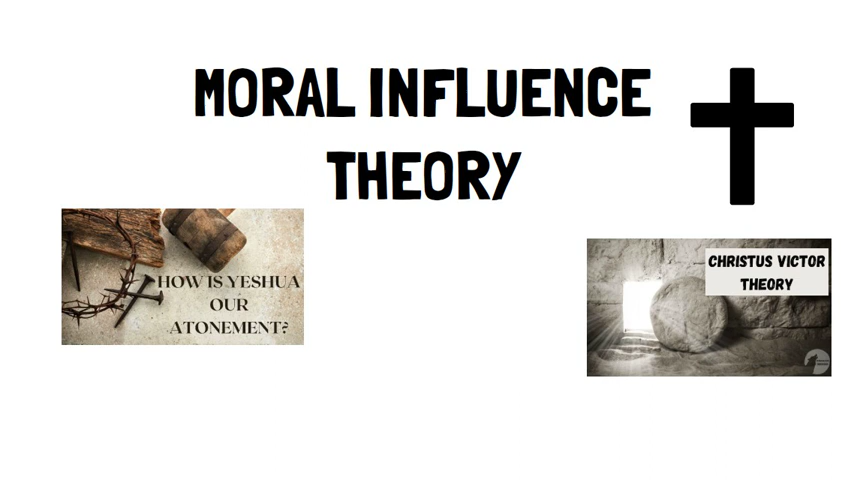 MORAL INFLUENCE
THEORY
HOW IS YESHUA
OUR
ATONEMENT?
CHRISTUS VICTOR
THEORY